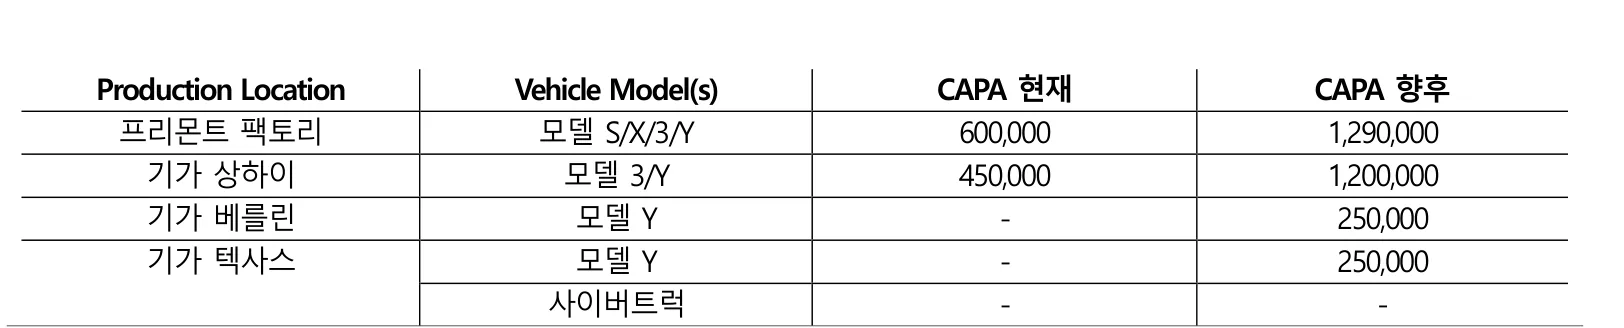 Production Location Vehicle Model(s) CAPA 현재 CAPA 향후
프리몬트 팩토리 모델 S/X/3/Y 600,000 1,290,000
기가 상하이 모델 3/Y 450,000 1,200,000
기가 베를린 모델 Y - 250,000
기가 텍사스 모델 Y - 250,000
사이버트럭 - -